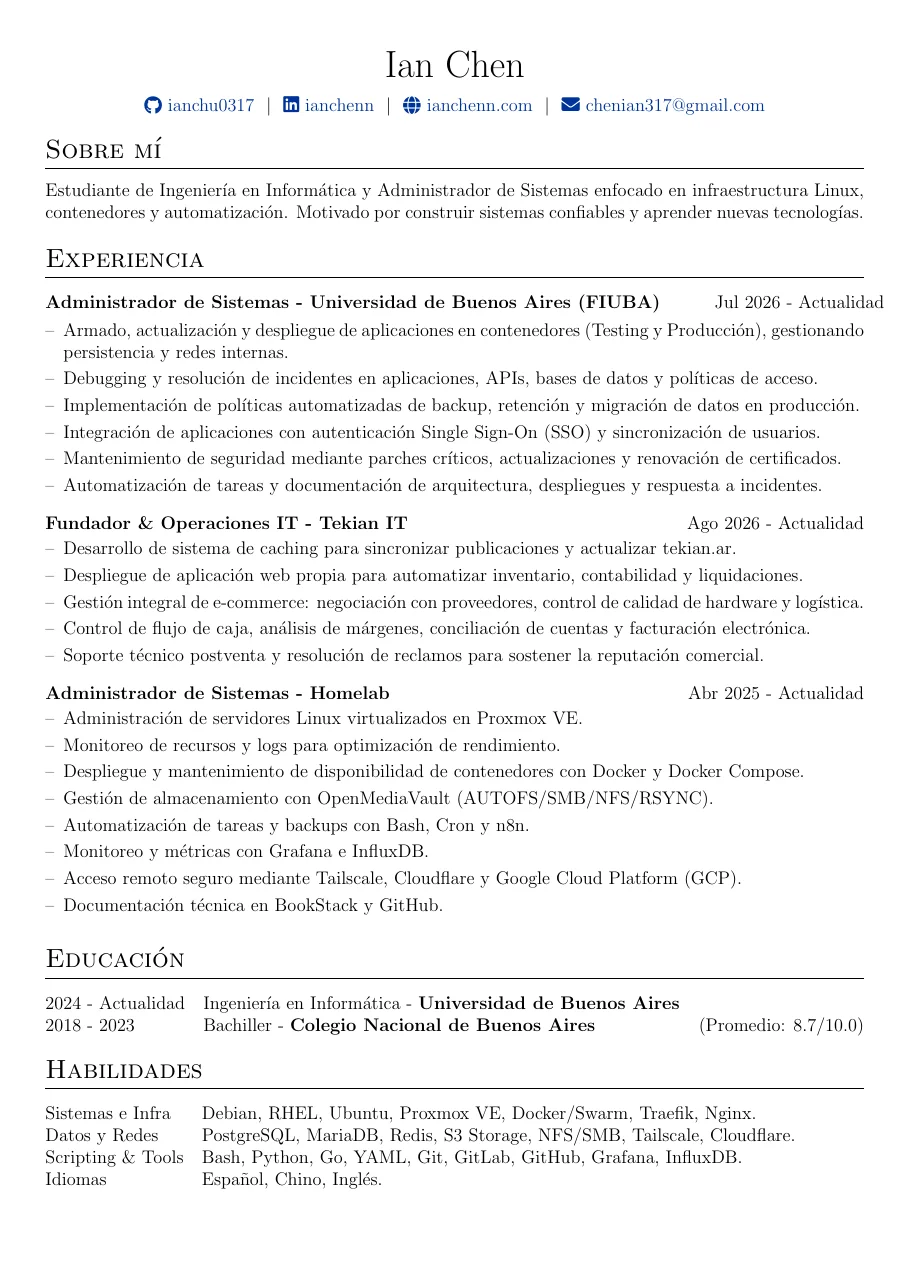 Ian Chen
ianchu0317 | ianchenn | ianchenn.com | chenian317@gmail.com
Sobre mí
Estudiante de Ingeniería en Informática y Administrador de Sistemas enfocado en infraestructura Linux,
contenedores y automatización. Motivado por construir sistemas confiables y aprender nuevas tecnologías.
Experiencia
Administrador de Sistemas - Universidad de Buenos Aires (FIUBA) Jul 2026 - Actualidad
– Armado, actualización y despliegue de aplicaciones en contenedores (Testing y Producción), gestionando
persistencia y redes internas.
– Debugging y resolución de incidentes en aplicaciones, APIs, bases de datos y políticas de acceso.
– Implementación de políticas automatizadas de backup, retención y migración de datos en producción.
– Integración de aplicaciones con autenticación Single Sign-On (SSO) y sincronización de usuarios.
– Mantenimiento de seguridad mediante parches críticos, actualizaciones y renovación de certificados.
– Automatización de tareas y documentación de arquitectura, despliegues y respuesta a incidentes.
Fundador & Operaciones IT - Tekian IT Ago 2026 - Actualidad
– Desarrollo de sistema de caching para sincronizar publicaciones y actualizar tekian.ar.
– Despliegue de aplicación web propia para automatizar inventario, contabilidad y liquidaciones.
– Gestión integral de e-commerce: negociación con proveedores, control de calidad de hardware y logística.
– Control de flujo de caja, análisis de márgenes, conciliación de cuentas y facturación electrónica.
– Soporte técnico postventa y resolución de reclamos para sostener la reputación comercial.
Administrador de Sistemas - Homelab Abr 2025 - Actualidad
– Administración de servidores Linux virtualizados en Proxmox VE.
– Monitoreo de recursos y logs para optimización de rendimiento.
– Despliegue y mantenimiento de disponibilidad de contenedores con Docker y Docker Compose.
– Gestión de almacenamiento con OpenMediaVault (AUTOFS/SMB/NFS/RSYNC).
– Automatización de tareas y backups con Bash, Cron y n8n.
– Monitoreo y métricas con Grafana e InfluxDB.
– Acceso remoto seguro mediante Tailscale, Cloudflare y Google Cloud Platform (GCP).
– Documentación técnica en BookStack y GitHub.
Educación
2024 - Actualidad Ingeniería en Informática - Universidad de Buenos Aires
2018 - 2023 Bachiller - Colegio Nacional de Buenos Aires (Promedio: 8.7/10.0)
Habilidades
Sistemas e Infra Debian, RHEL, Ubuntu, Proxmox VE, Docker/Swarm, Traefik, Nginx.
Datos y Redes PostgreSQL, MariaDB, Redis, S3 Storage, NFS/SMB, Tailscale, Cloudflare.
Scripting & Tools Bash, Python, Go, YAML, Git, GitLab, GitHub, Grafana, InfluxDB.
Idiomas Español, Chino, Inglés.